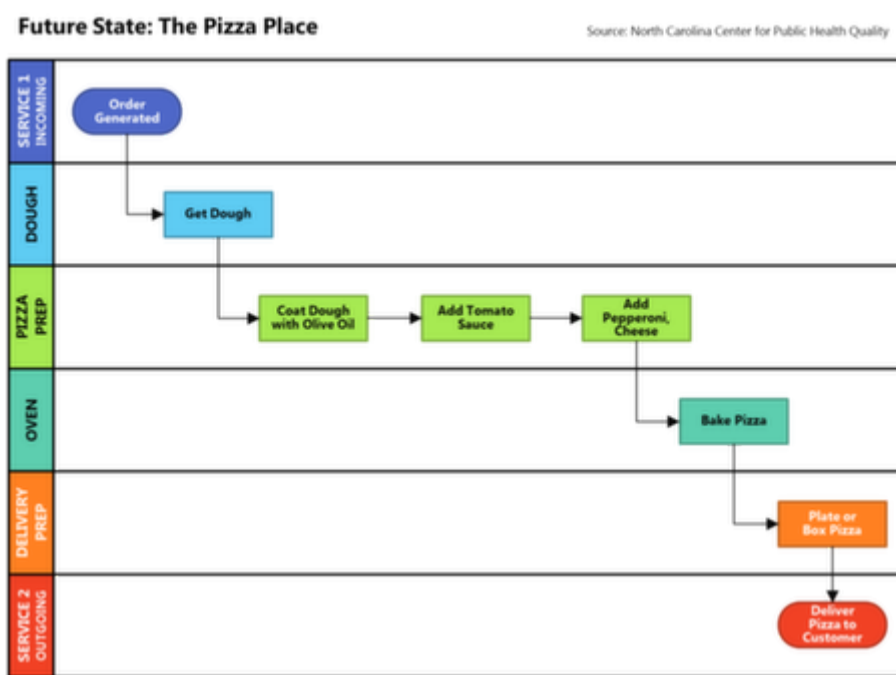 Future State: The Pizza Place
Source: North Carolina Center for Public Health Quality
SERVICE 1
INCOMING
Order
Generated
DOUGH
Get Dough
PIZZA
PREP
Coat Dough
with Olive Oil
Add Tomato
Sauce
Add
Pepperoni,
Cheese
OVEN
Bake Pizza
DELIVERY
PREP
Plate or
Box Pizza
SERVICE 2
OUTGOING
Deliver
Pizza to
Customer